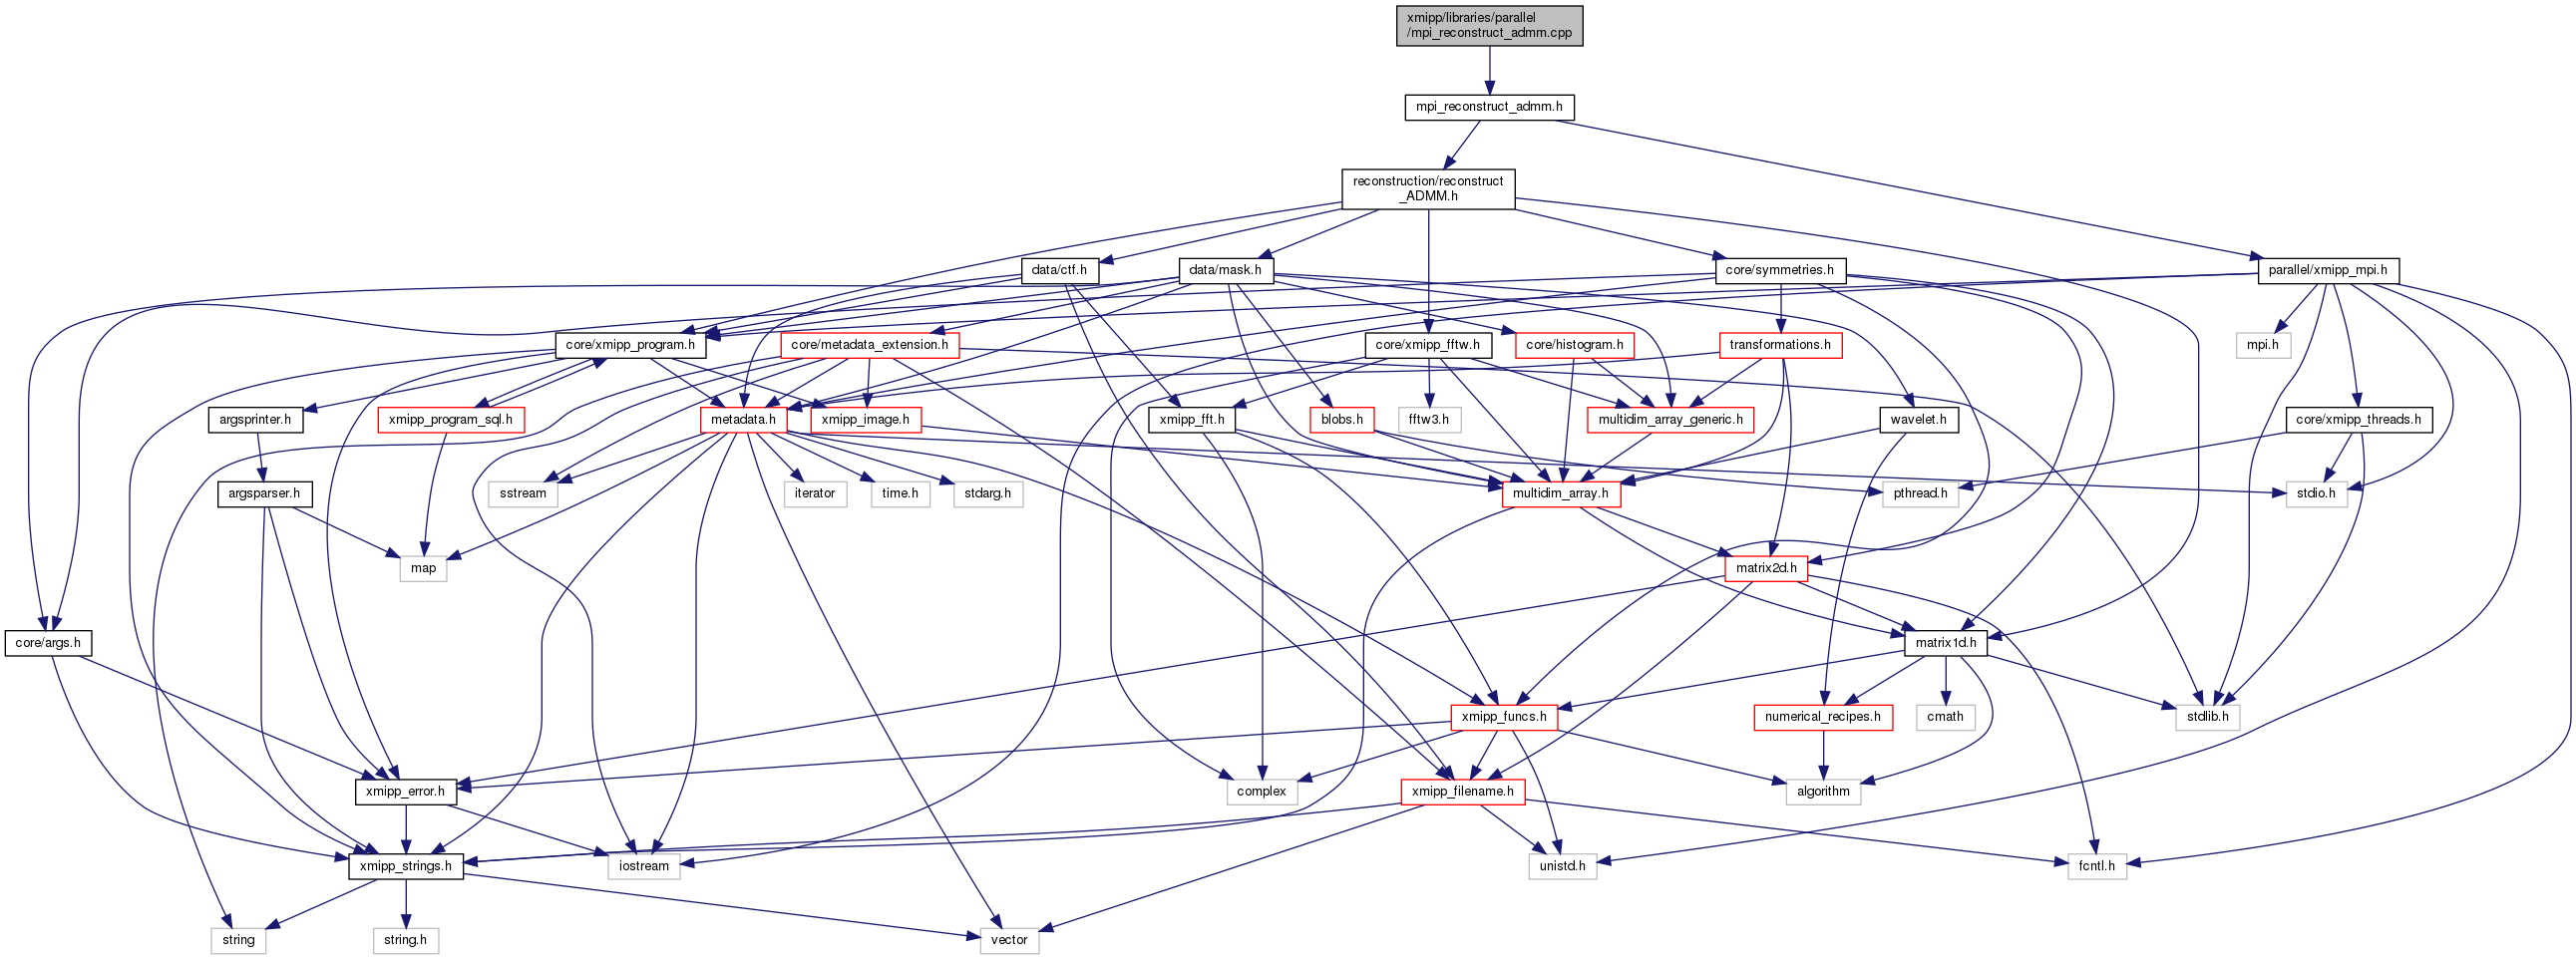 xmipp/libraries/parallel
/mpi_reconstruct_admm.cpp
mpi_reconstruct_admm.h
reconstruction/reconstruct
_ADMM.h
data/ctf.h
data/mask.h
core/symmetries.h
parallel/xmipp_mpi.h
core/xmipp_program.h
core/metadata_extension.h
core/xmipp_fftw.h
core/histogram.h
transformations.h
mpi.h
argsprinter.h
xmipp_program_sql.h
metadata.h
xmipp_image.h
xmipp_fft.h
blobs.h
fftw3.h
multidim_array_generic.h
wavelet.h
core/xmipp_threads.h
argsparser.h
sstream
iterator
time.h
stdarg.h
multidim_array.h
pthread.h
stdio.h
map
matrix2d.h
core/args.h
matrix1d.h
xmipp_funcs.h
numerical_recipes.h
cmath
stdlib.h
xmipp_error.h
complex
xmipp_filename.h
algorithm
xmipp_strings.h
iostream
unistd.h
fcntl.h
string
string.h
vector